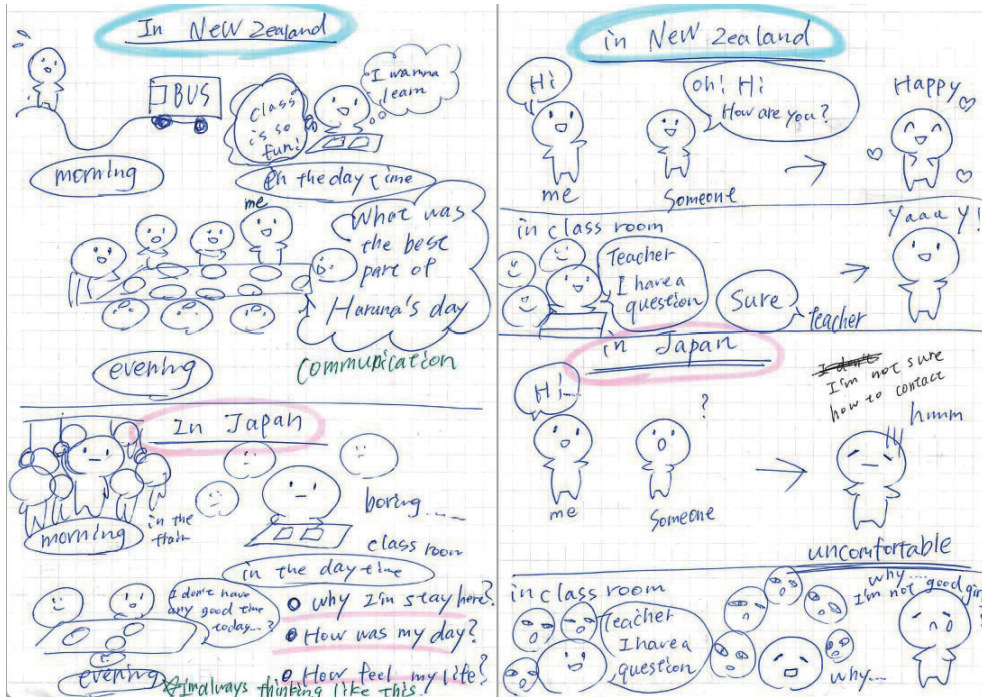 In New Zealand
BUS
class
is so
fun!
I wanna
learn
morning
in the day time
me
What was
the best
part of
Haruna's day
evening
communication
In Japan
morning
in the
train
boring.....
class room
in the day time
I don't have
any good time
today...?
why I'm stay here?
How was my day?
How feel my life?
evening
I'm always thinking like this!
in New Zealand
Hi
oh! Hi
How are you?
Happy
me
Someone
in class room
Teacher
I have a
question
Sure
teacher
Yaaay!
in Japan
Hi...
?
I don't
I'm not sure
how to contact
hmm
me
Someone
uncomfortable
in class room
Teacher
I have a
question
why...
I'm not good girl?
why...